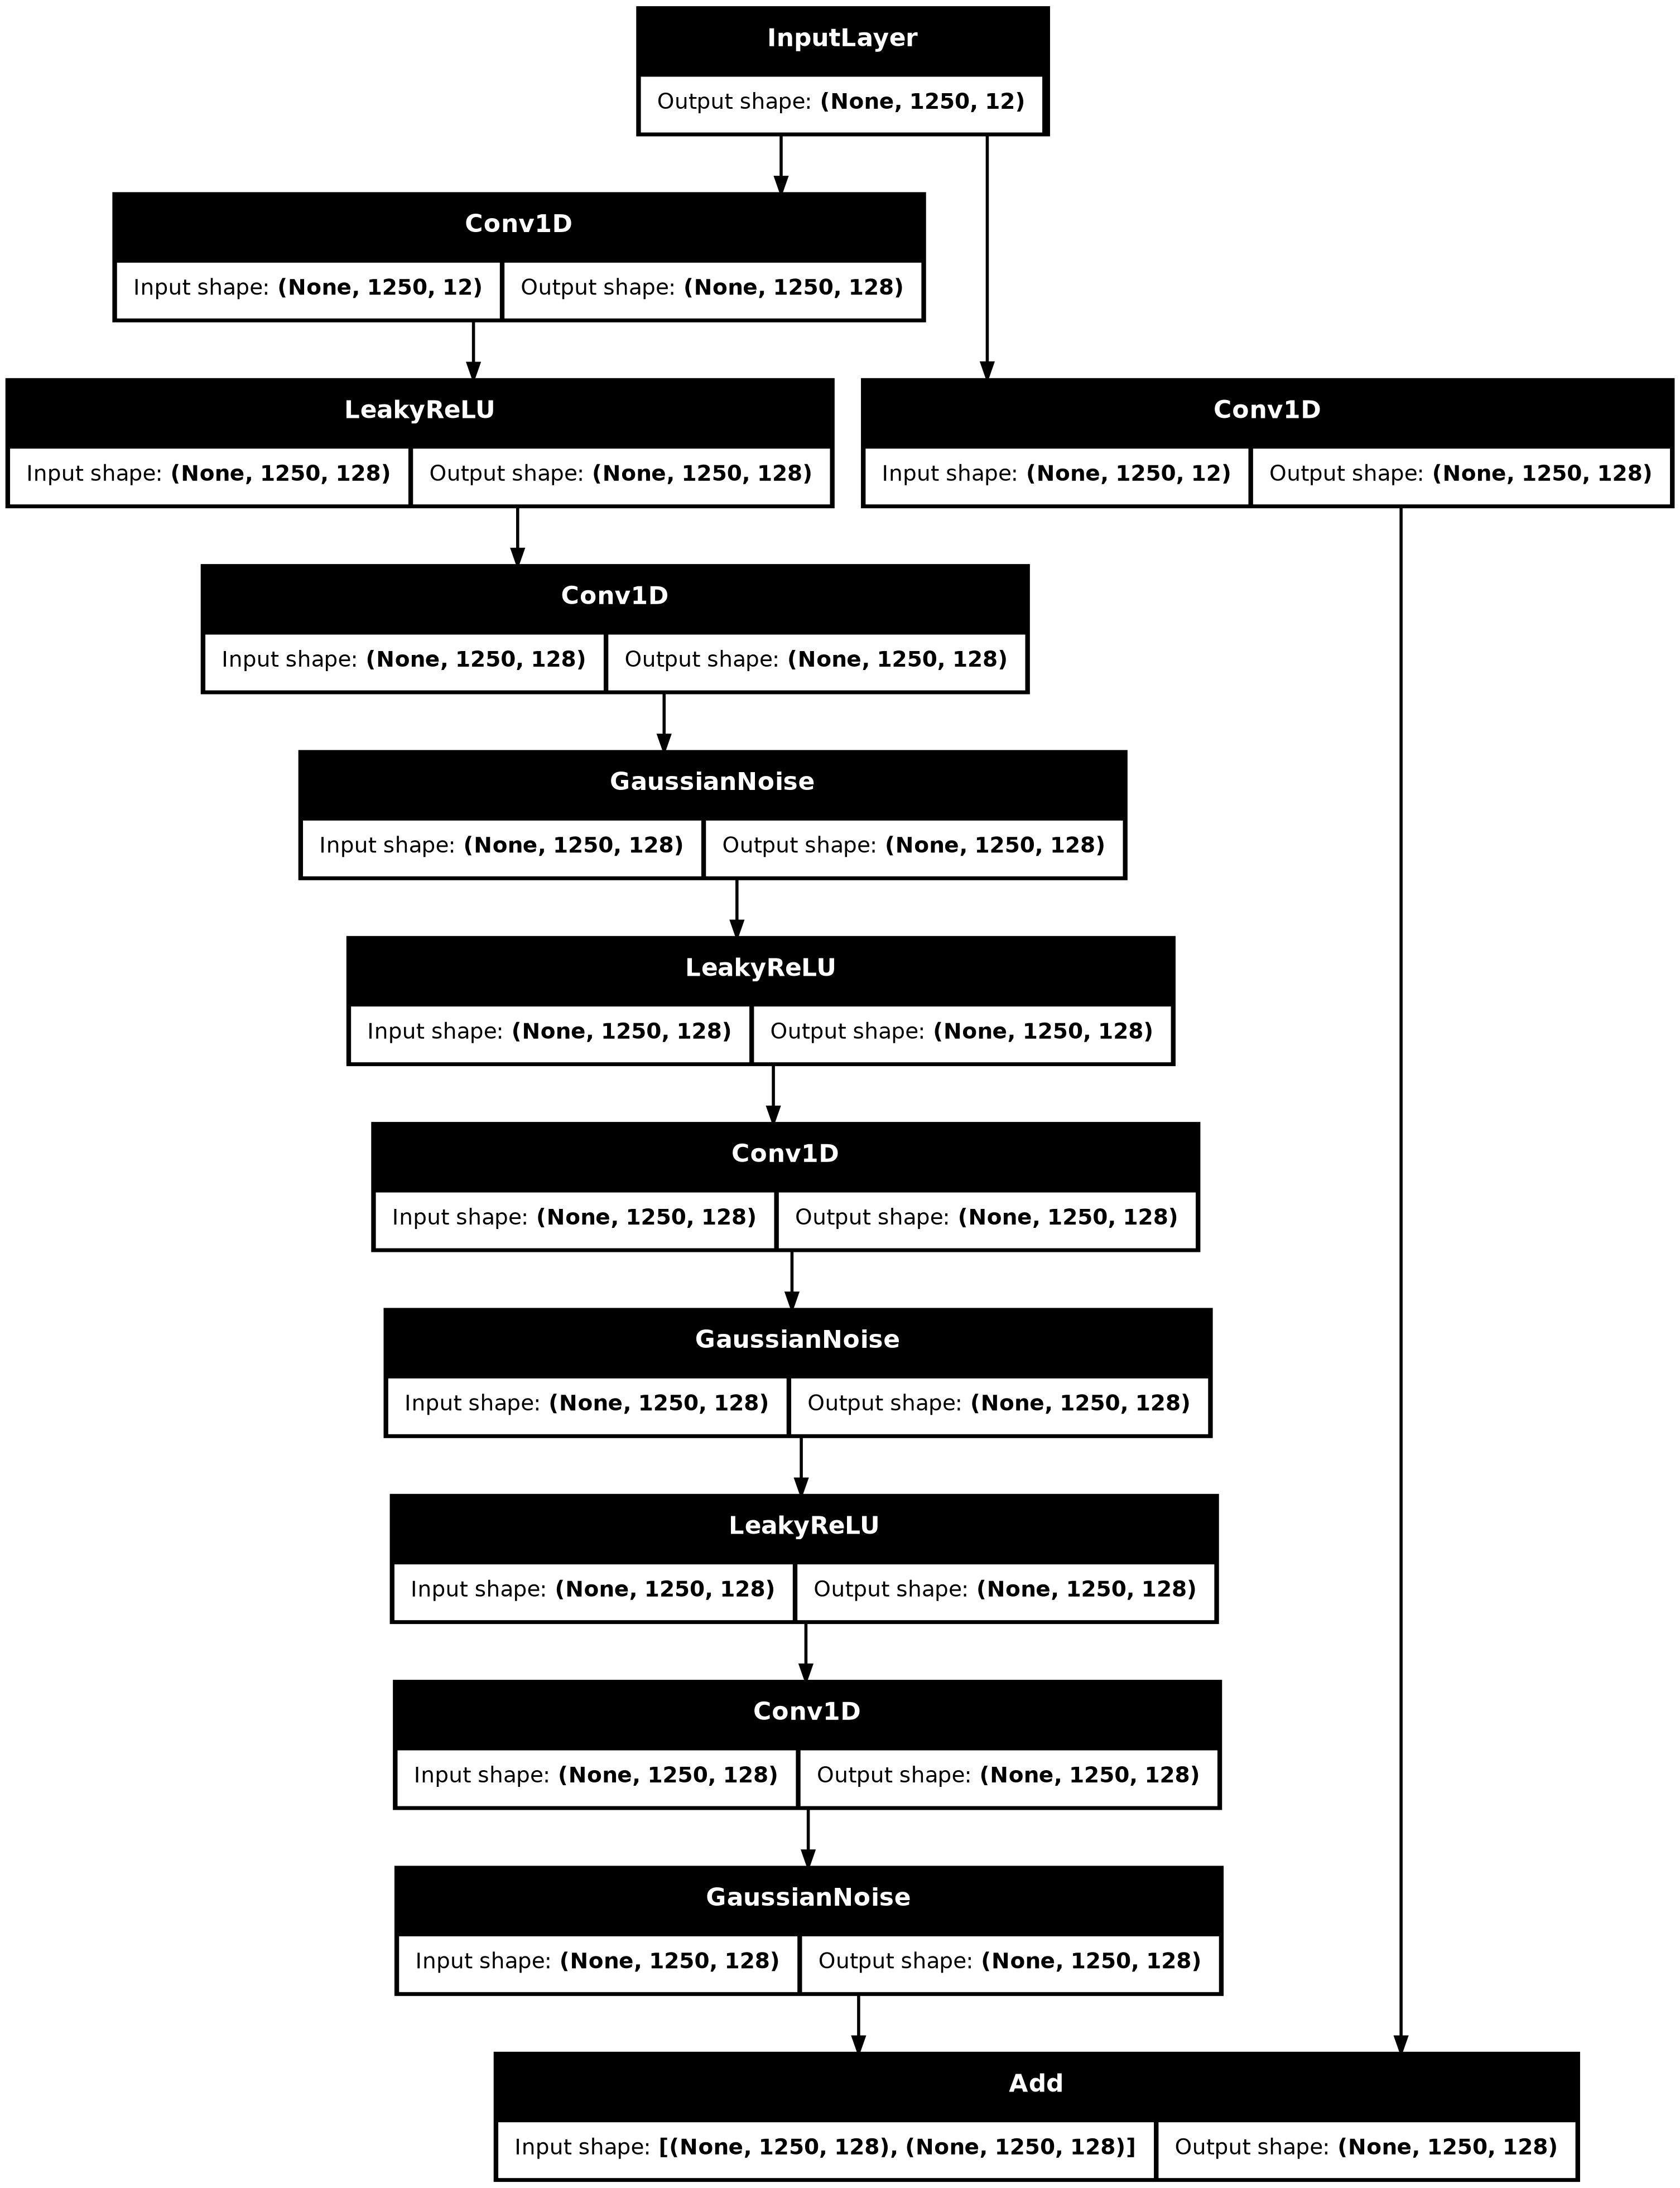 InputLayer
Output shape: (None, 1250, 12)
Conv1D
Input shape: (None, 1250, 12) Output shape: (None, 1250, 128)
LeakyReLU
Input shape: (None, 1250, 128) Output shape: (None, 1250, 128)
Conv1D
Input shape: (None, 1250, 12) Output shape: (None, 1250, 128)
Conv1D
Input shape: (None, 1250, 128) Output shape: (None, 1250, 128)
GaussianNoise
Input shape: (None, 1250, 128) Output shape: (None, 1250, 128)
LeakyReLU
Input shape: (None, 1250, 128) Output shape: (None, 1250, 128)
Conv1D
Input shape: (None, 1250, 128) Output shape: (None, 1250, 128)
GaussianNoise
Input shape: (None, 1250, 128) Output shape: (None, 1250, 128)
LeakyReLU
Input shape: (None, 1250, 128) Output shape: (None, 1250, 128)
Conv1D
Input shape: (None, 1250, 128) Output shape: (None, 1250, 128)
GaussianNoise
Input shape: (None, 1250, 128) Output shape: (None, 1250, 128)
Add
Input shape: [(None, 1250, 128), (None, 1250, 128)] Output shape: (None, 1250, 128)